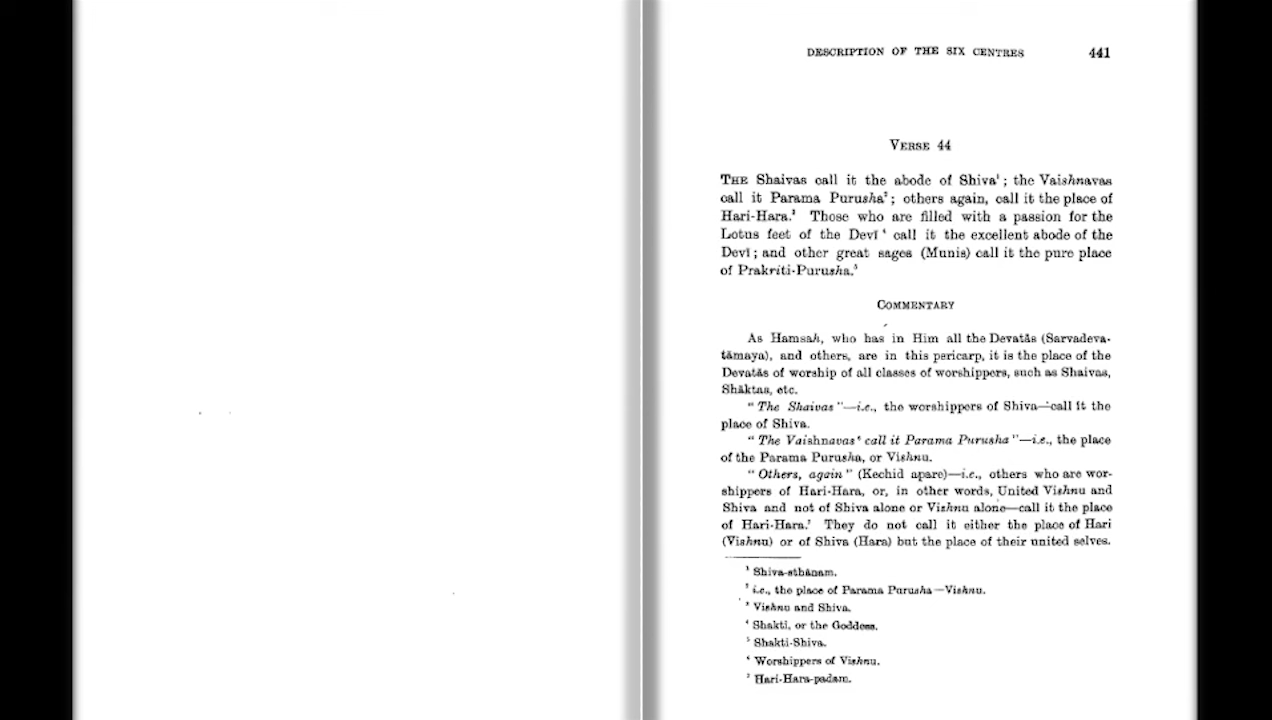 DESCRIPTION OF THE SIX CENTRES 441
VERSE 44
THE Shaivas call it the abode of Shiva¹; the Vaishnavas
call it Parama Purusha²; others again, call it the place of
Hari-Hara.³ Those who are filled with a passion for the
Lotus feet of the Devī⁴ call it the excellent abode of the
Devī; and other great sages (Munis) call it the pure place
of Prakriti-Purusha.⁵
COMMENTARY
As Hamsah, who has in Him all the Devatās (Sarvadeva-
tāmaya), and others, are in this pericarp, it is the place of the
Devatās of worship of all classes of worshippers, such as Shaivas,
Shāktas, etc.
"The Shaivas"—i.e., the worshippers of Shiva—call it the
place of Shiva.
"The Vaishnavas⁶ call it Parama Purusha"—i.e., the place
of the Parama Purusha, or Vishnu.
"Others, again" (Kechid apare)—i.e., others who are wor-
shippers of Hari-Hara, or, in other words, United Vishnu and
Shiva and not of Shiva alone or Vishnu alone—call it the place
of Hari-Hara.⁷ They do not call it either the place of Hari
(Vishnu) or of Shiva (Hara) but the place of their united selves.
¹ Shiva-sthānam.
² i.e., the place of Parama Purusha—Vishnu.
³ Vishnu and Shiva.
⁴ Shakti, or the Goddess.
⁵ Shakti-Shiva.
⁶ Worshippers of Vishnu.
⁷ Hari-Hara-padam.